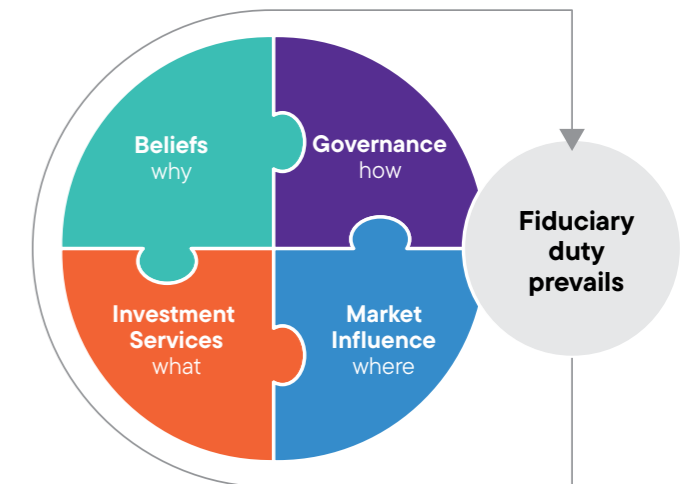 Beliefs
why
Governance
how
Investment
Services
what
Market
Influence
where
Fiduciary
duty
prevails